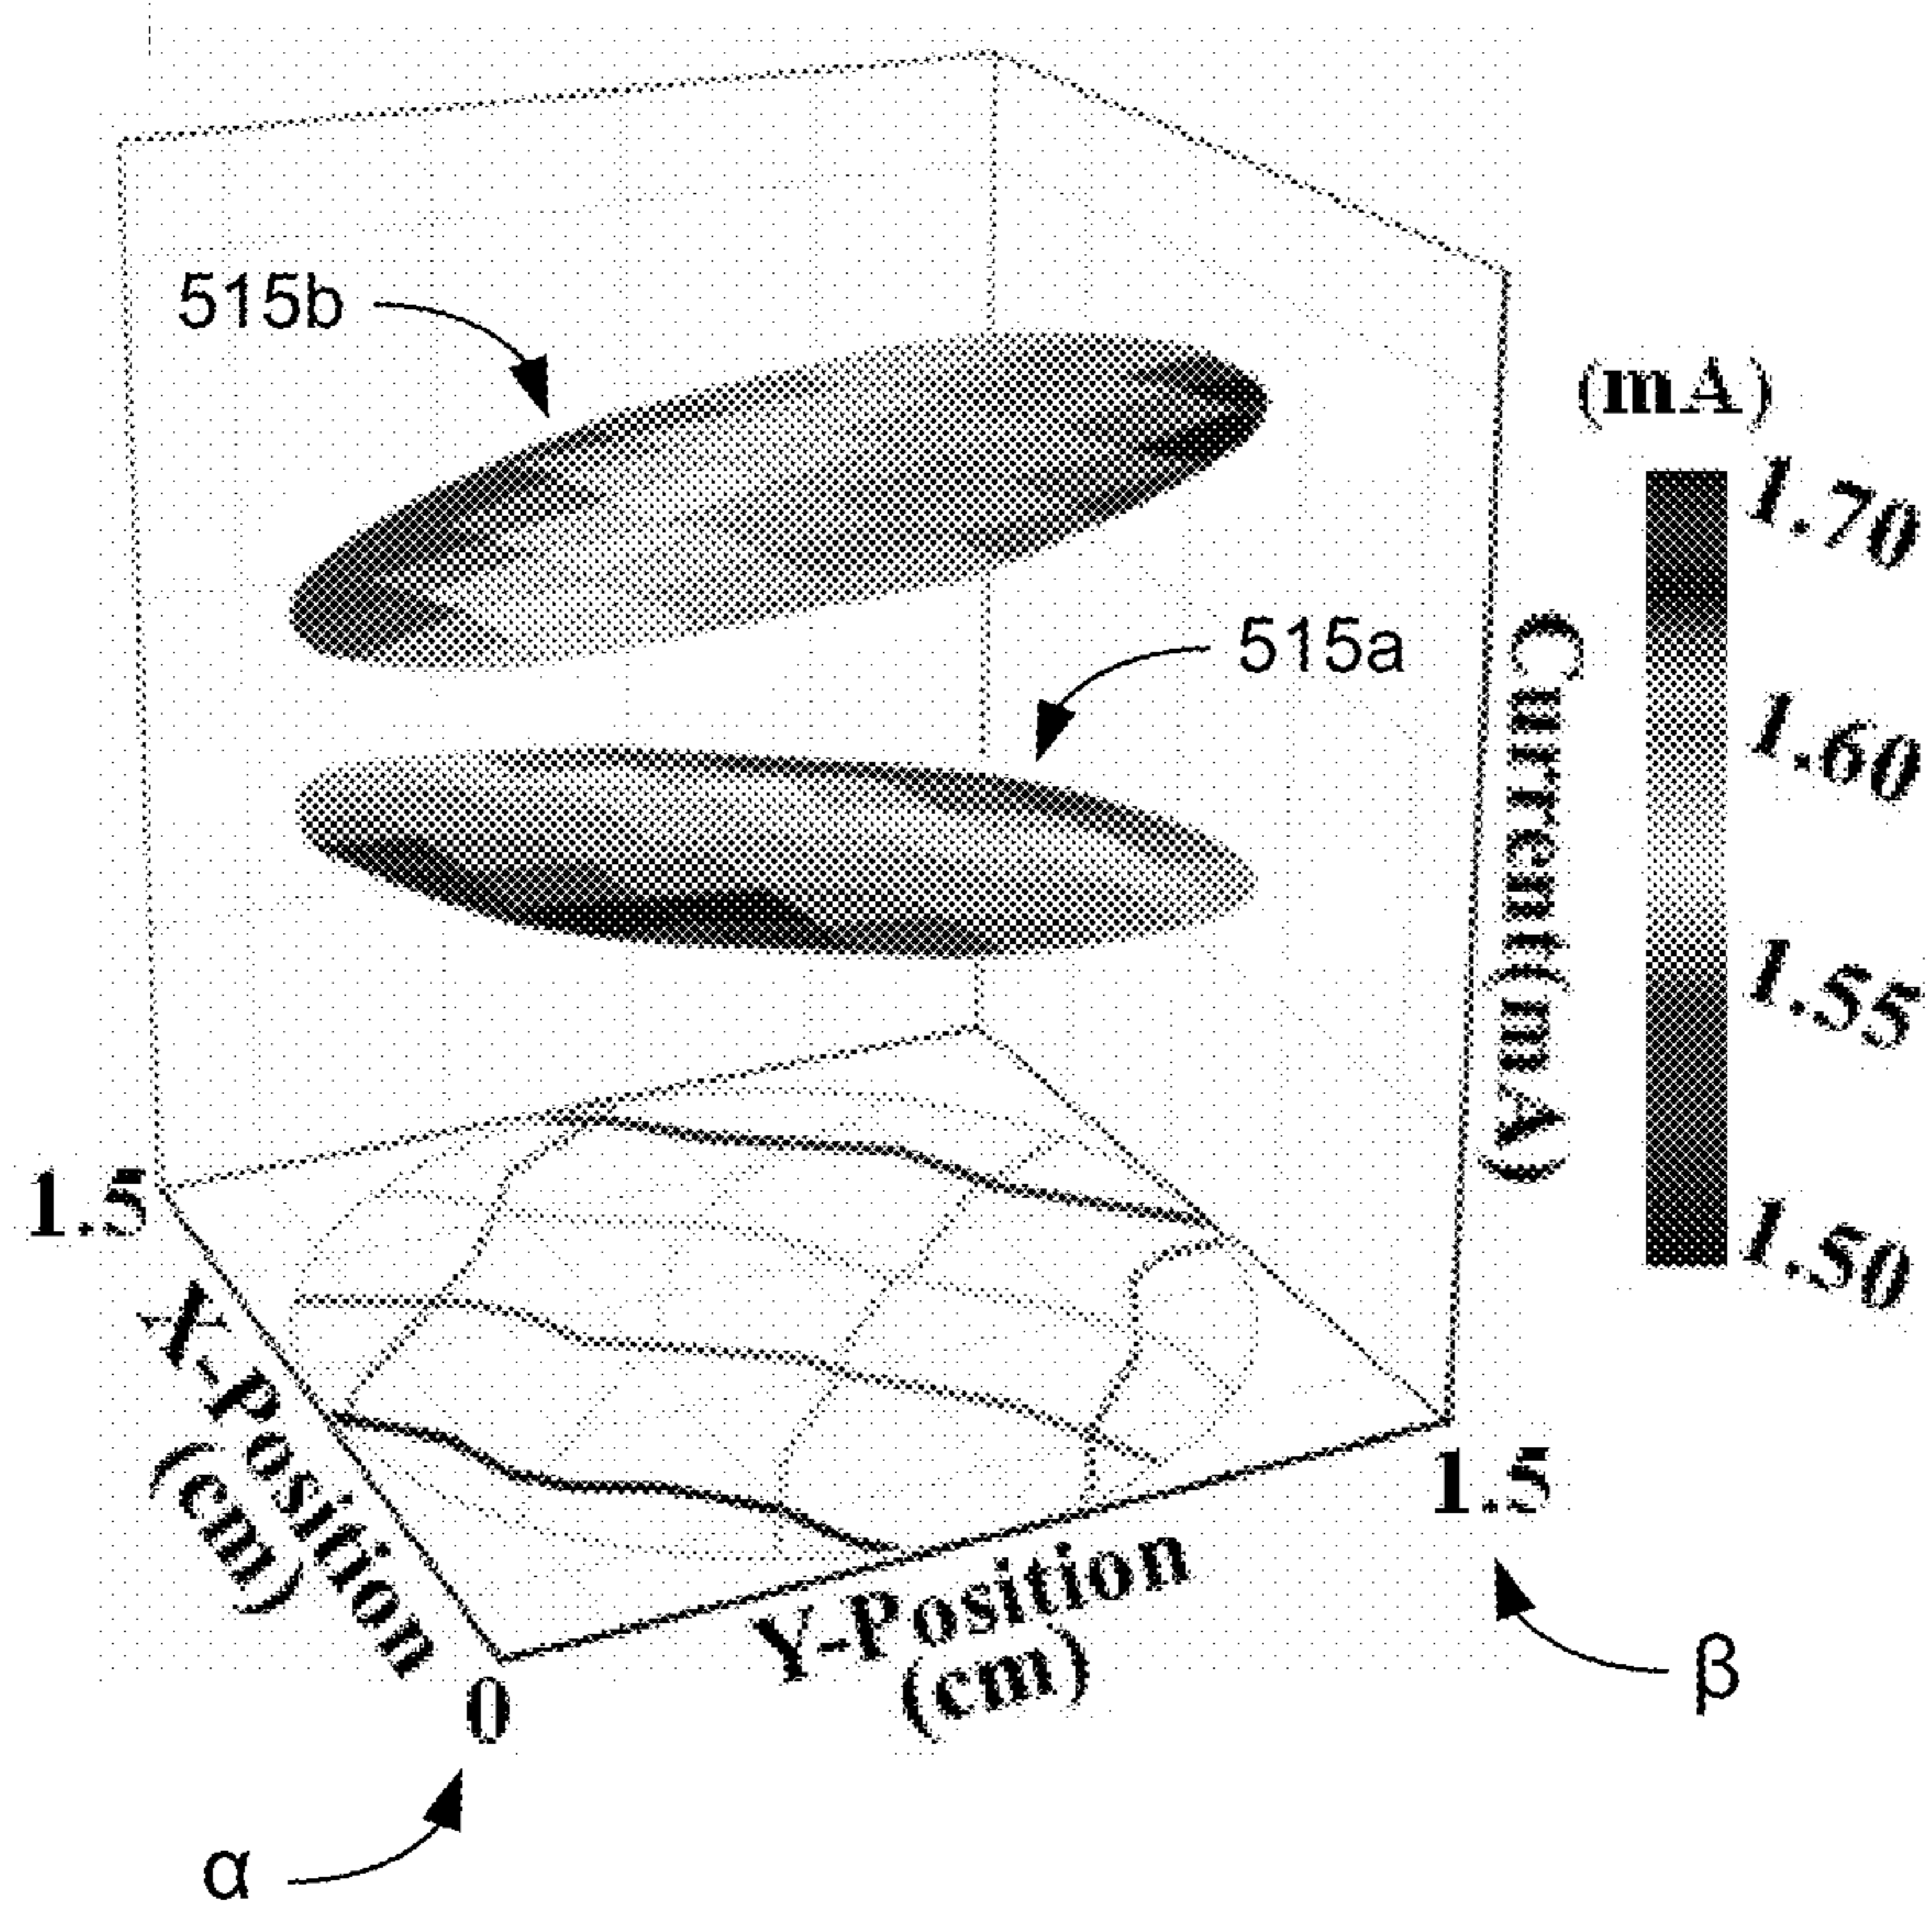 515b
(mA)
1.70
515a
1.60
Current(mA)
1.55
1.5
1.50
X-Position
(cm)
1.5
Y-Position
(cm)
β
0
α